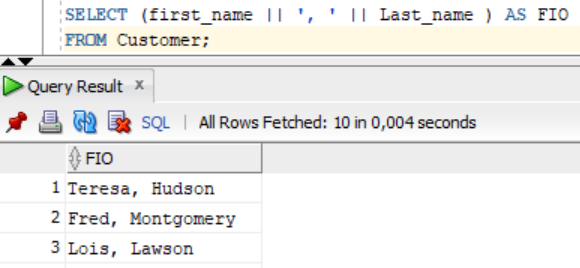 SELECT (first_name || ', ' || Last_name ) AS FIO
FROM Customer;
Query Result x
SQL | All Rows Fetched: 10 in 0,004 seconds
FIO
1 Teresa, Hudson
2 Fred, Montgomery
3 Lois, Lawson